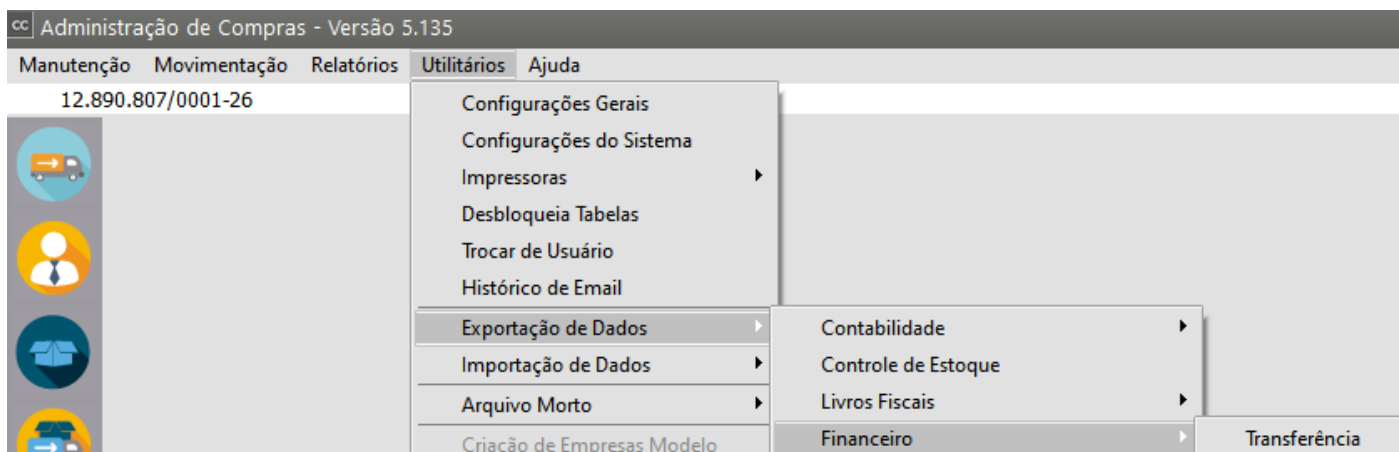 cc Administração de Compras - Versão 5.135
Manutenção Movimentação Relatórios Utilitários Ajuda
12.890.807/0001-26
Configurações Gerais
Configurações do Sistema
Impressoras
Desbloqueia Tabelas
Trocar de Usuário
Histórico de Email
Exportação de Dados
Importação de Dados
Arquivo Morto
Criação de Empresas Modelo
Contabilidade
Controle de Estoque
Livros Fiscais
Financeiro
Transferência